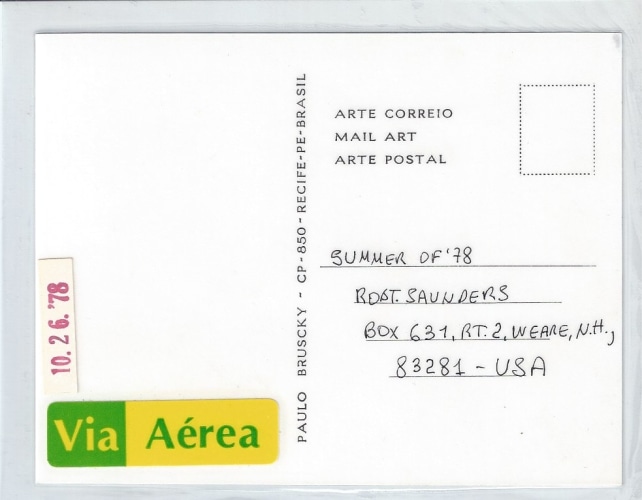 10.26.'78
Via Aérea
PAULO BRUSCKY - CP-850-RECIFE-PE-BRASIL
ARTE CORREIO
MAIL ART
ARTE POSTAL
SUMMER OF '78
ROBT. SAUNDERS
BOX 631, RT. 2, WEARE, N.H.,
83281 - USA